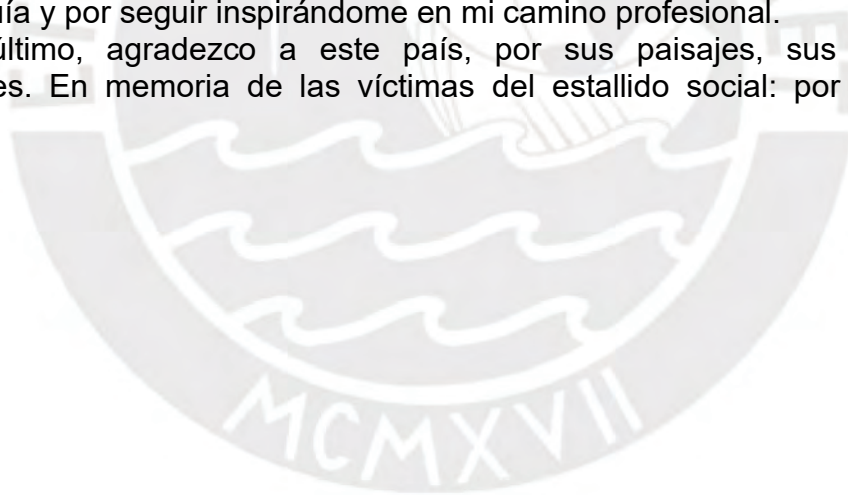 uía y por seguir inspirándome en mi camino profesional.
último, agradezco a este país, por sus paisajes, sus
es. En memoria de las víctimas del estallido social: por
MCMXVII